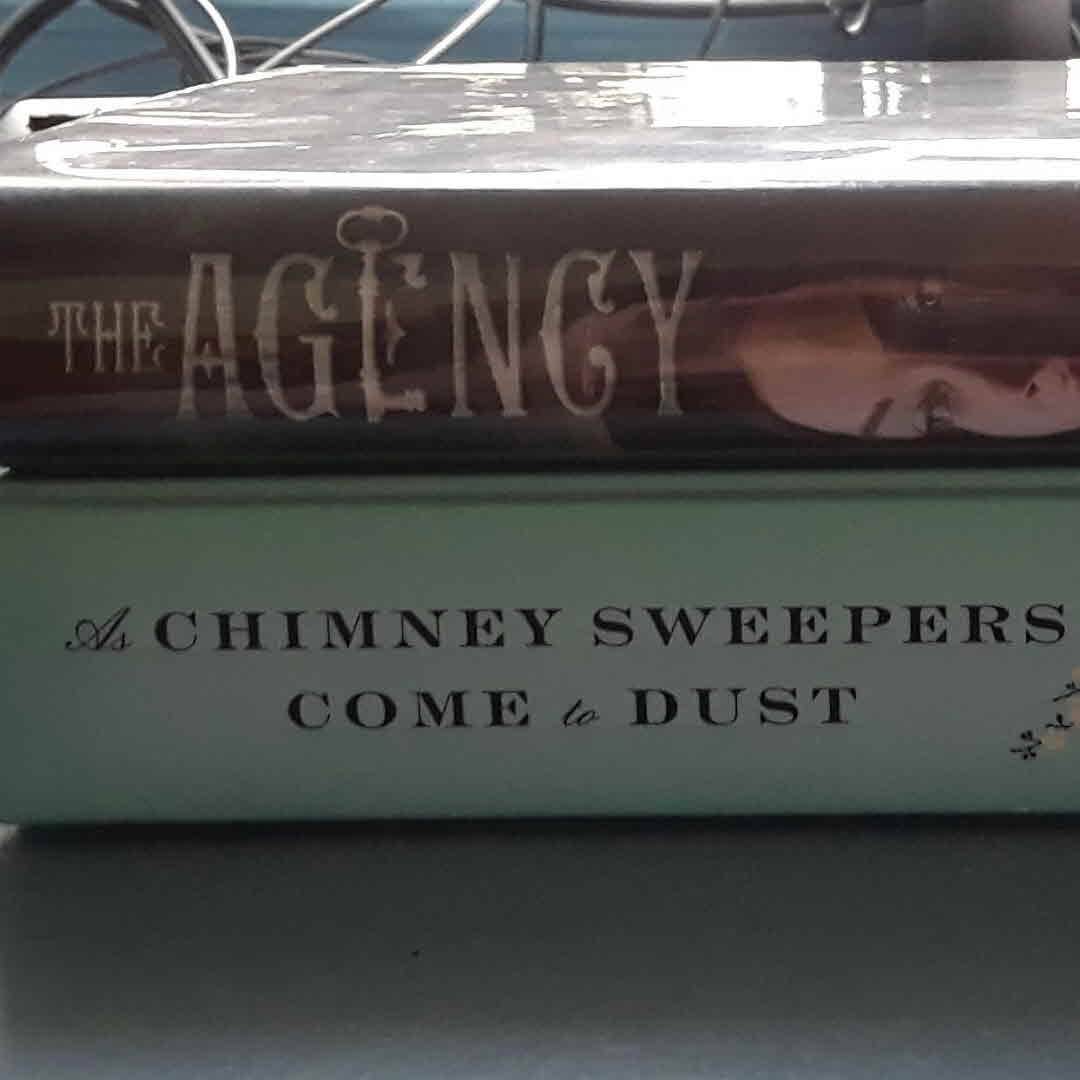 THE AGENCY
As CHIMNEY SWEEPERS
COME to DUST